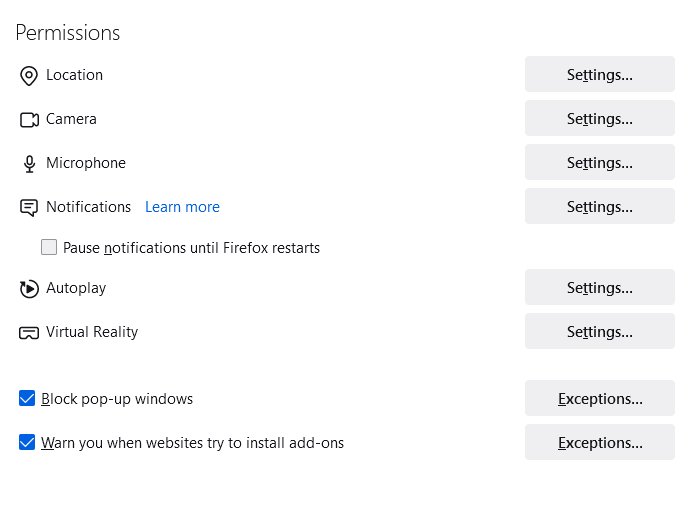 Permissions
Location Settings...
Camera Settings...
Microphone Settings...
Notifications Learn more Settings...
Pause notifications until Firefox restarts
Autoplay Settings...
Virtual Reality Settings...
Block pop-up windows Exceptions...
Warn you when websites try to install add-ons Exceptions...